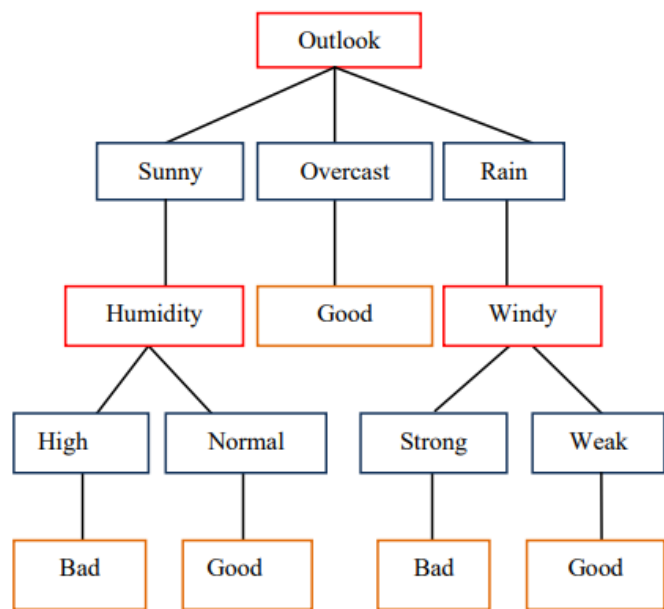 Outlook
Sunny
Overcast
Rain
Humidity
Good
Windy
High
Normal
Strong
Weak
Bad
Good
Bad
Good